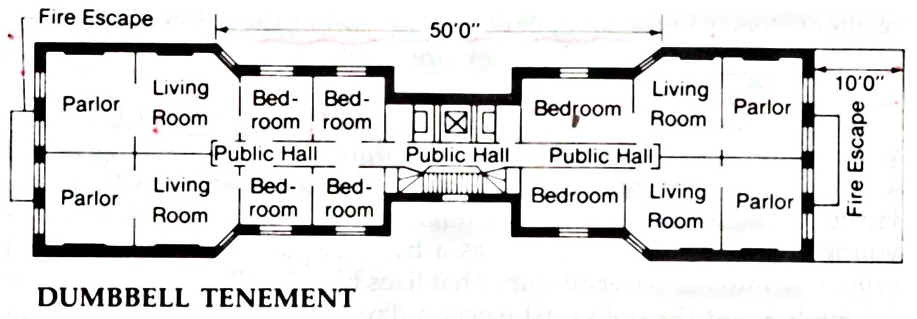 Fire Escape
50'0"
10'0"
Parlor
Living
Room
Bed-
room
Bed-
room
Bedroom
Living
Room
Parlor
Public Hall
Public Hall
Public Hall
Parlor
Living
Room
Bed-
room
Bed-
room
Bedroom
Living
Room
Parlor
Fire Escape
DUMBBELL TENEMENT